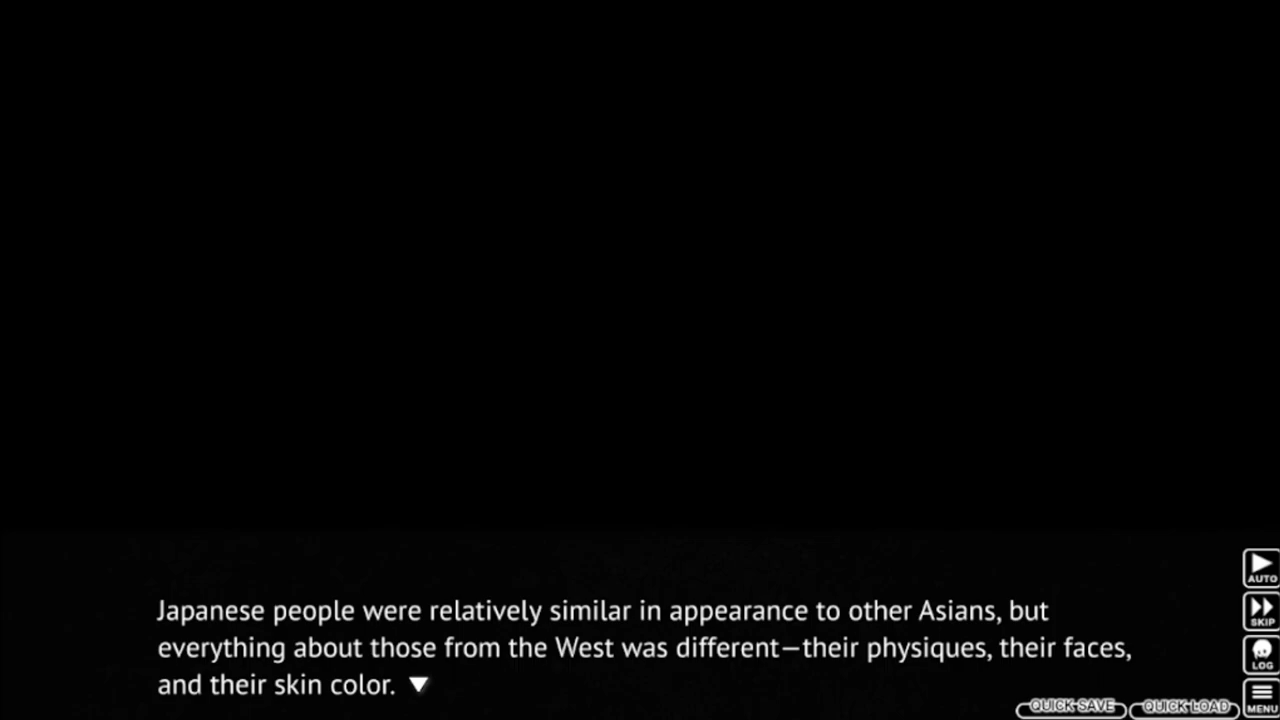 Japanese people were relatively similar in appearance to other Asians, but
everything about those from the West was different—their physiques, their faces,
and their skin color.
AUTO
SKIP
LOG
MENU
QUICK SAVE
QUICK LOAD